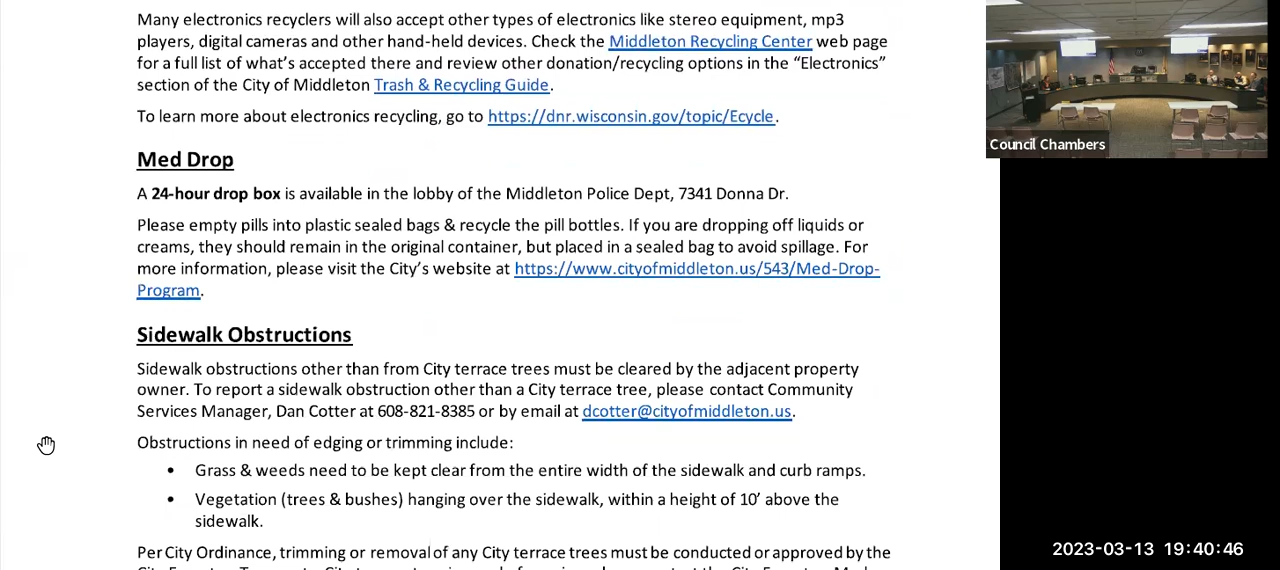 Many electronics recyclers will also accept other types of electronics like stereo equipment, mp3
players, digital cameras and other hand-held devices. Check the Middleton Recycling Center web page
for a full list of what's accepted there and review other donation/recycling options in the “Electronics”
section of the City of Middleton Trash & Recycling Guide.
To learn more about electronics recycling, go to https://dnr.wisconsin.gov/topic/Ecycle.
Med Drop
A 24-hour drop box is available in the lobby of the Middleton Police Dept, 7341 Donna Dr.
Please empty pills into plastic sealed bags & recycle the pill bottles. If you are dropping off liquids or
creams, they should remain in the original container, but placed in a sealed bag to avoid spillage. For
more information, please visit the City's website at https://www.cityofmiddleton.us/543/Med-Drop-
Program.
Sidewalk Obstructions
Sidewalk obstructions other than from City terrace trees must be cleared by the adjacent property
owner. To report a sidewalk obstruction other than a City terrace tree, please contact Community
Services Manager, Dan Cotter at 608-821-8385 or by email at dcotter@cityofmiddleton.us.
Obstructions in need of edging or trimming include:
• Grass & weeds need to be kept clear from the entire width of the sidewalk and curb ramps.
• Vegetation (trees & bushes) hanging over the sidewalk, within a height of 10' above the
sidewalk.
Per City Ordinance, trimming or removal of any City terrace trees must be conducted or approved by the
Council Chambers
2023-03-13 19:40:46